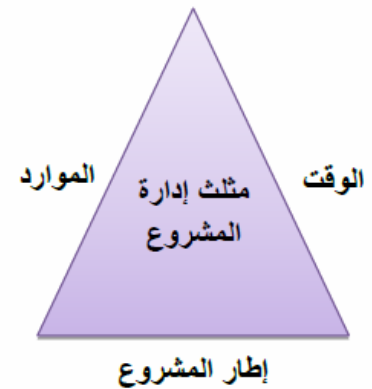 الموارد
الوقت
مثلث إدارة
المشروع
إطار المشروع